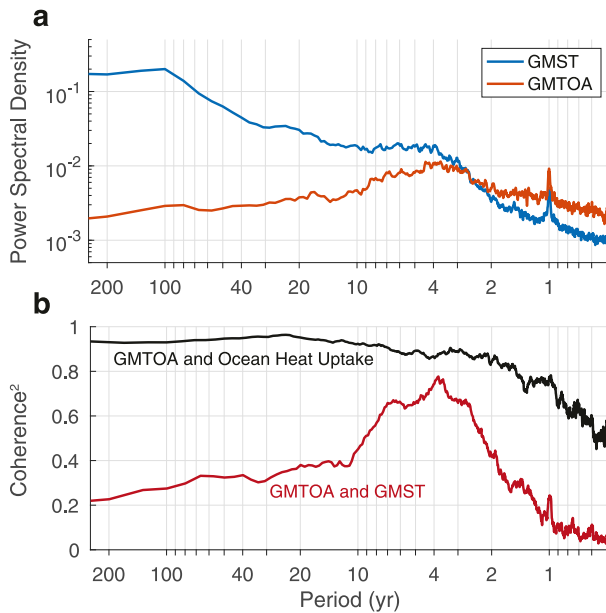 a
Power Spectral Density
10⁻¹
10⁻²
10⁻³
GMST
GMTOA
200 100 40 20 10 4 2 1
b
Coherence²
1
0.8
0.6
0.4
0.2
0
GMTOA and Ocean Heat Uptake
GMTOA and GMST
200 100 40 20 10 4 2 1
Period (yr)